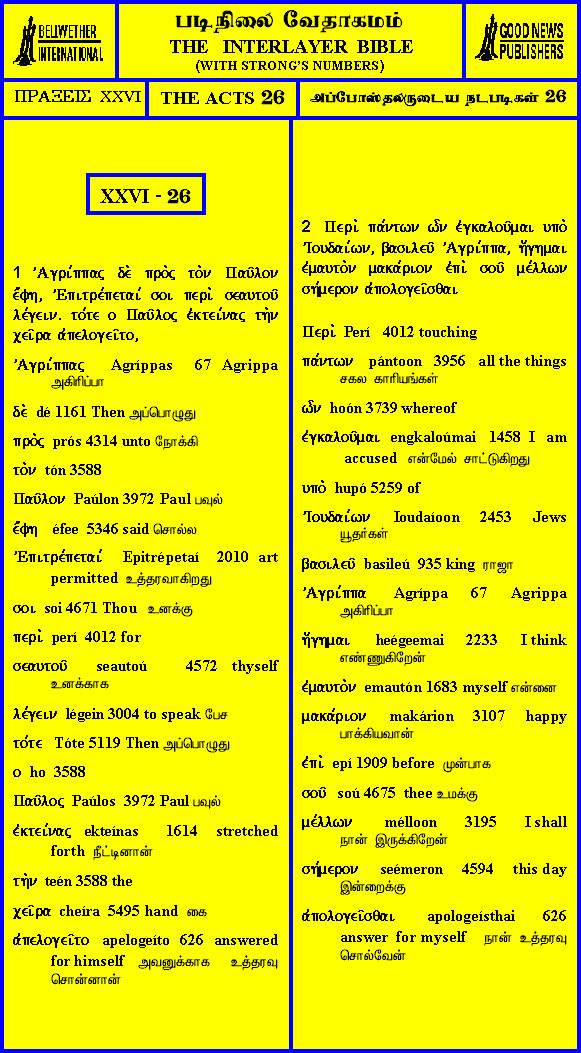 BELLWETHER
INTERNATIONAL
படிநிலை வேதாகமம்
THE INTERLAYER BIBLE
(WITH STRONG'S NUMBERS)
GOOD NEWS
PUBLISHERS
ΠΡΑΞΕΙΣ XXVI
THE ACTS 26
அப்போஸ்தலருடைய நடபடிகள் 26
XXVI - 26
1 Ἀγρίππας δὲ πρὸς τὸν Παῦλον
ἔφη, Ἐπιτρέπεταί σοι περὶ σεαυτοῦ
λέγειν. τότε ο Παῦλος ἐκτείνας τὴν
χεῖρα ἀπελογεῖτο,
Ἀγρίππας Agríppas 67 Agrippa
அகிரிப்பா
δὲ dé 1161 Then அப்பொழுது
πρὸς prós 4314 unto நோக்கி
τὸν tón 3588
Παῦλον Paúlon 3972 Paul பவுல்
ἔφη éfee 5346 said சொல்ல
Ἐπιτρέπεταί Epitrépetaí 2010 art
permitted உத்தரவாகிறது
σοι soi 4671 Thou உனக்கு
περὶ perí 4012 for
σεαυτοῦ seautoú 4572 thyself
உனக்காக
λέγειν légein 3004 to speak பேச
τότε Tóte 5119 Then அப்பொழுது
ο ho 3588
Παῦλος Paúlos 3972 Paul பவுல்
ἐκτείνας ekteínas 1614 stretched
forth நீட்டினான்
τὴν teén 3588 the
χεῖρα cheíra 5495 hand கை
ἀπελογεῖτο apelogeíto 626 answered
for himself அவனுக்காக உத்தரவு
சொன்னான்
2 Περὶ πάντων ὧν ἐγκαλοῦμαι υπὸ
Ἰουδαίων, βασιλεῦ Ἀγρίππα, ἥγημαι
ἐμαυτὸν μακάριον ἐπὶ σοῦ μέλλων
σήμερον ἀπολογεῖσθαι
Περὶ Perí 4012 touching
πάντων pántoon 3956 all the things
சகல காரியங்கள்
ὧν hoón 3739 whereof
ἐγκαλοῦμαι engkaloúmai 1458 I am
accused என்மேல் சாட்டுகிறது
υπὸ hupó 5259 of
Ἰουδαίων Ioudaíoon 2453 Jews
யூதர்கள்
βασιλεῦ basileú 935 king ராஜா
Ἀγρίππα Agríppa 67 Agrippa
அகிரிப்பா
ἥγημαι heégeemai 2233 I think
எண்ணுகிறேன்
ἐμαυτὸν emautón 1683 myself என்னை
μακάριον makárion 3107 happy
பாக்கியவான்
ἐπὶ epí 1909 before முன்பாக
σοῦ soú 4675 thee உமக்கு
μέλλων mélloon 3195 I shall
நான் இருக்கிறேன்
σήμερον seémeron 4594 this day
இன்றைக்கு
ἀπολογεῖσθαι apologeísthai 626
answer for myself நான் உத்தரவு
சொல்வேன்